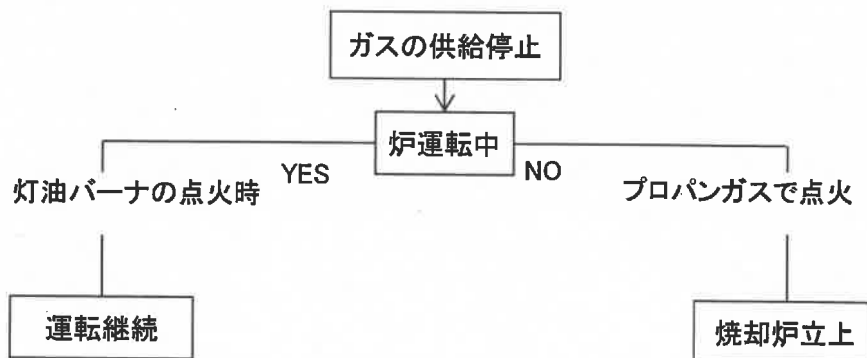 ガスの供給停止
炉運転中
YES
NO
灯油バーナの点火時
プロパンガスで点火
運転継続
焼却炉立上